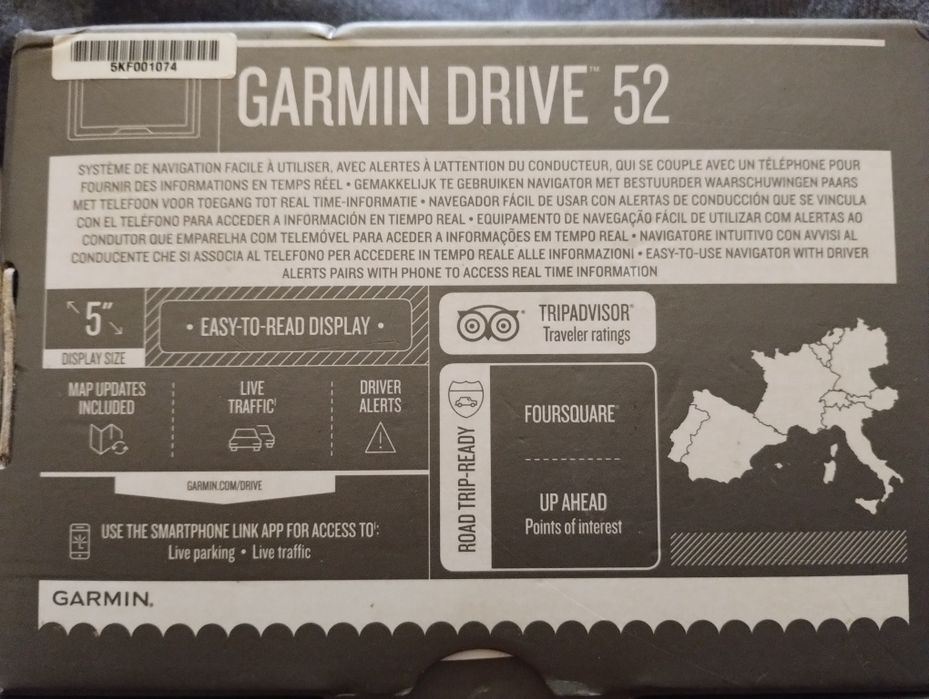 5KF001074
GARMIN DRIVE™ 52
SYSTÈME DE NAVIGATION FACILE À UTILISER, AVEC ALERTES À L'ATTENTION DU CONDUCTEUR, QUI SE COUPLE AVEC UN TÉLÉPHONE POUR
FOURNIR DES INFORMATIONS EN TEMPS RÉEL • GEMAKKELIJK TE GEBRUIKEN NAVIGATOR MET BESTUURDER WAARSCHUWINGEN PAARS
MET TELEFOON VOOR TOEGANG TOT REAL TIME-INFORMATIE • NAVEGADOR FÁCIL DE USAR CON ALERTAS DE CONDUCCIÓN QUE SE VINCULA
CON EL TELÉFONO PARA ACCEDER A INFORMACIÓN EN TIEMPO REAL • EQUIPAMENTO DE NAVEGAÇÃO FÁCIL DE UTILIZAR COM ALERTAS AO
CONDUTOR QUE EMPARELHA COM TELEMÓVEL PARA ACEDER A INFORMAÇÕES EM TEMPO REAL • NAVIGATORE INTUITIVO CON AVVISI AL
CONDUCENTE CHE SI ASSOCIA AL TELEFONO PER ACCEDERE IN TEMPO REALE ALLE INFORMAZIONI • EASY-TO-USE NAVIGATOR WITH DRIVER
ALERTS PAIRS WITH PHONE TO ACCESS REAL TIME INFORMATION
5"
DISPLAY SIZE
• EASY-TO-READ DISPLAY •
MAP UPDATES
INCLUDED
LIVE
TRAFFIC
DRIVER
ALERTS
GARMIN.COM/DRIVE
USE THE SMARTPHONE LINK APP FOR ACCESS TO:
Live parking • Live traffic
TRIPADVISOR®
Traveler ratings
ROAD TRIP-READY
FOURSQUARE®
UP AHEAD
Points of interest
GARMIN®